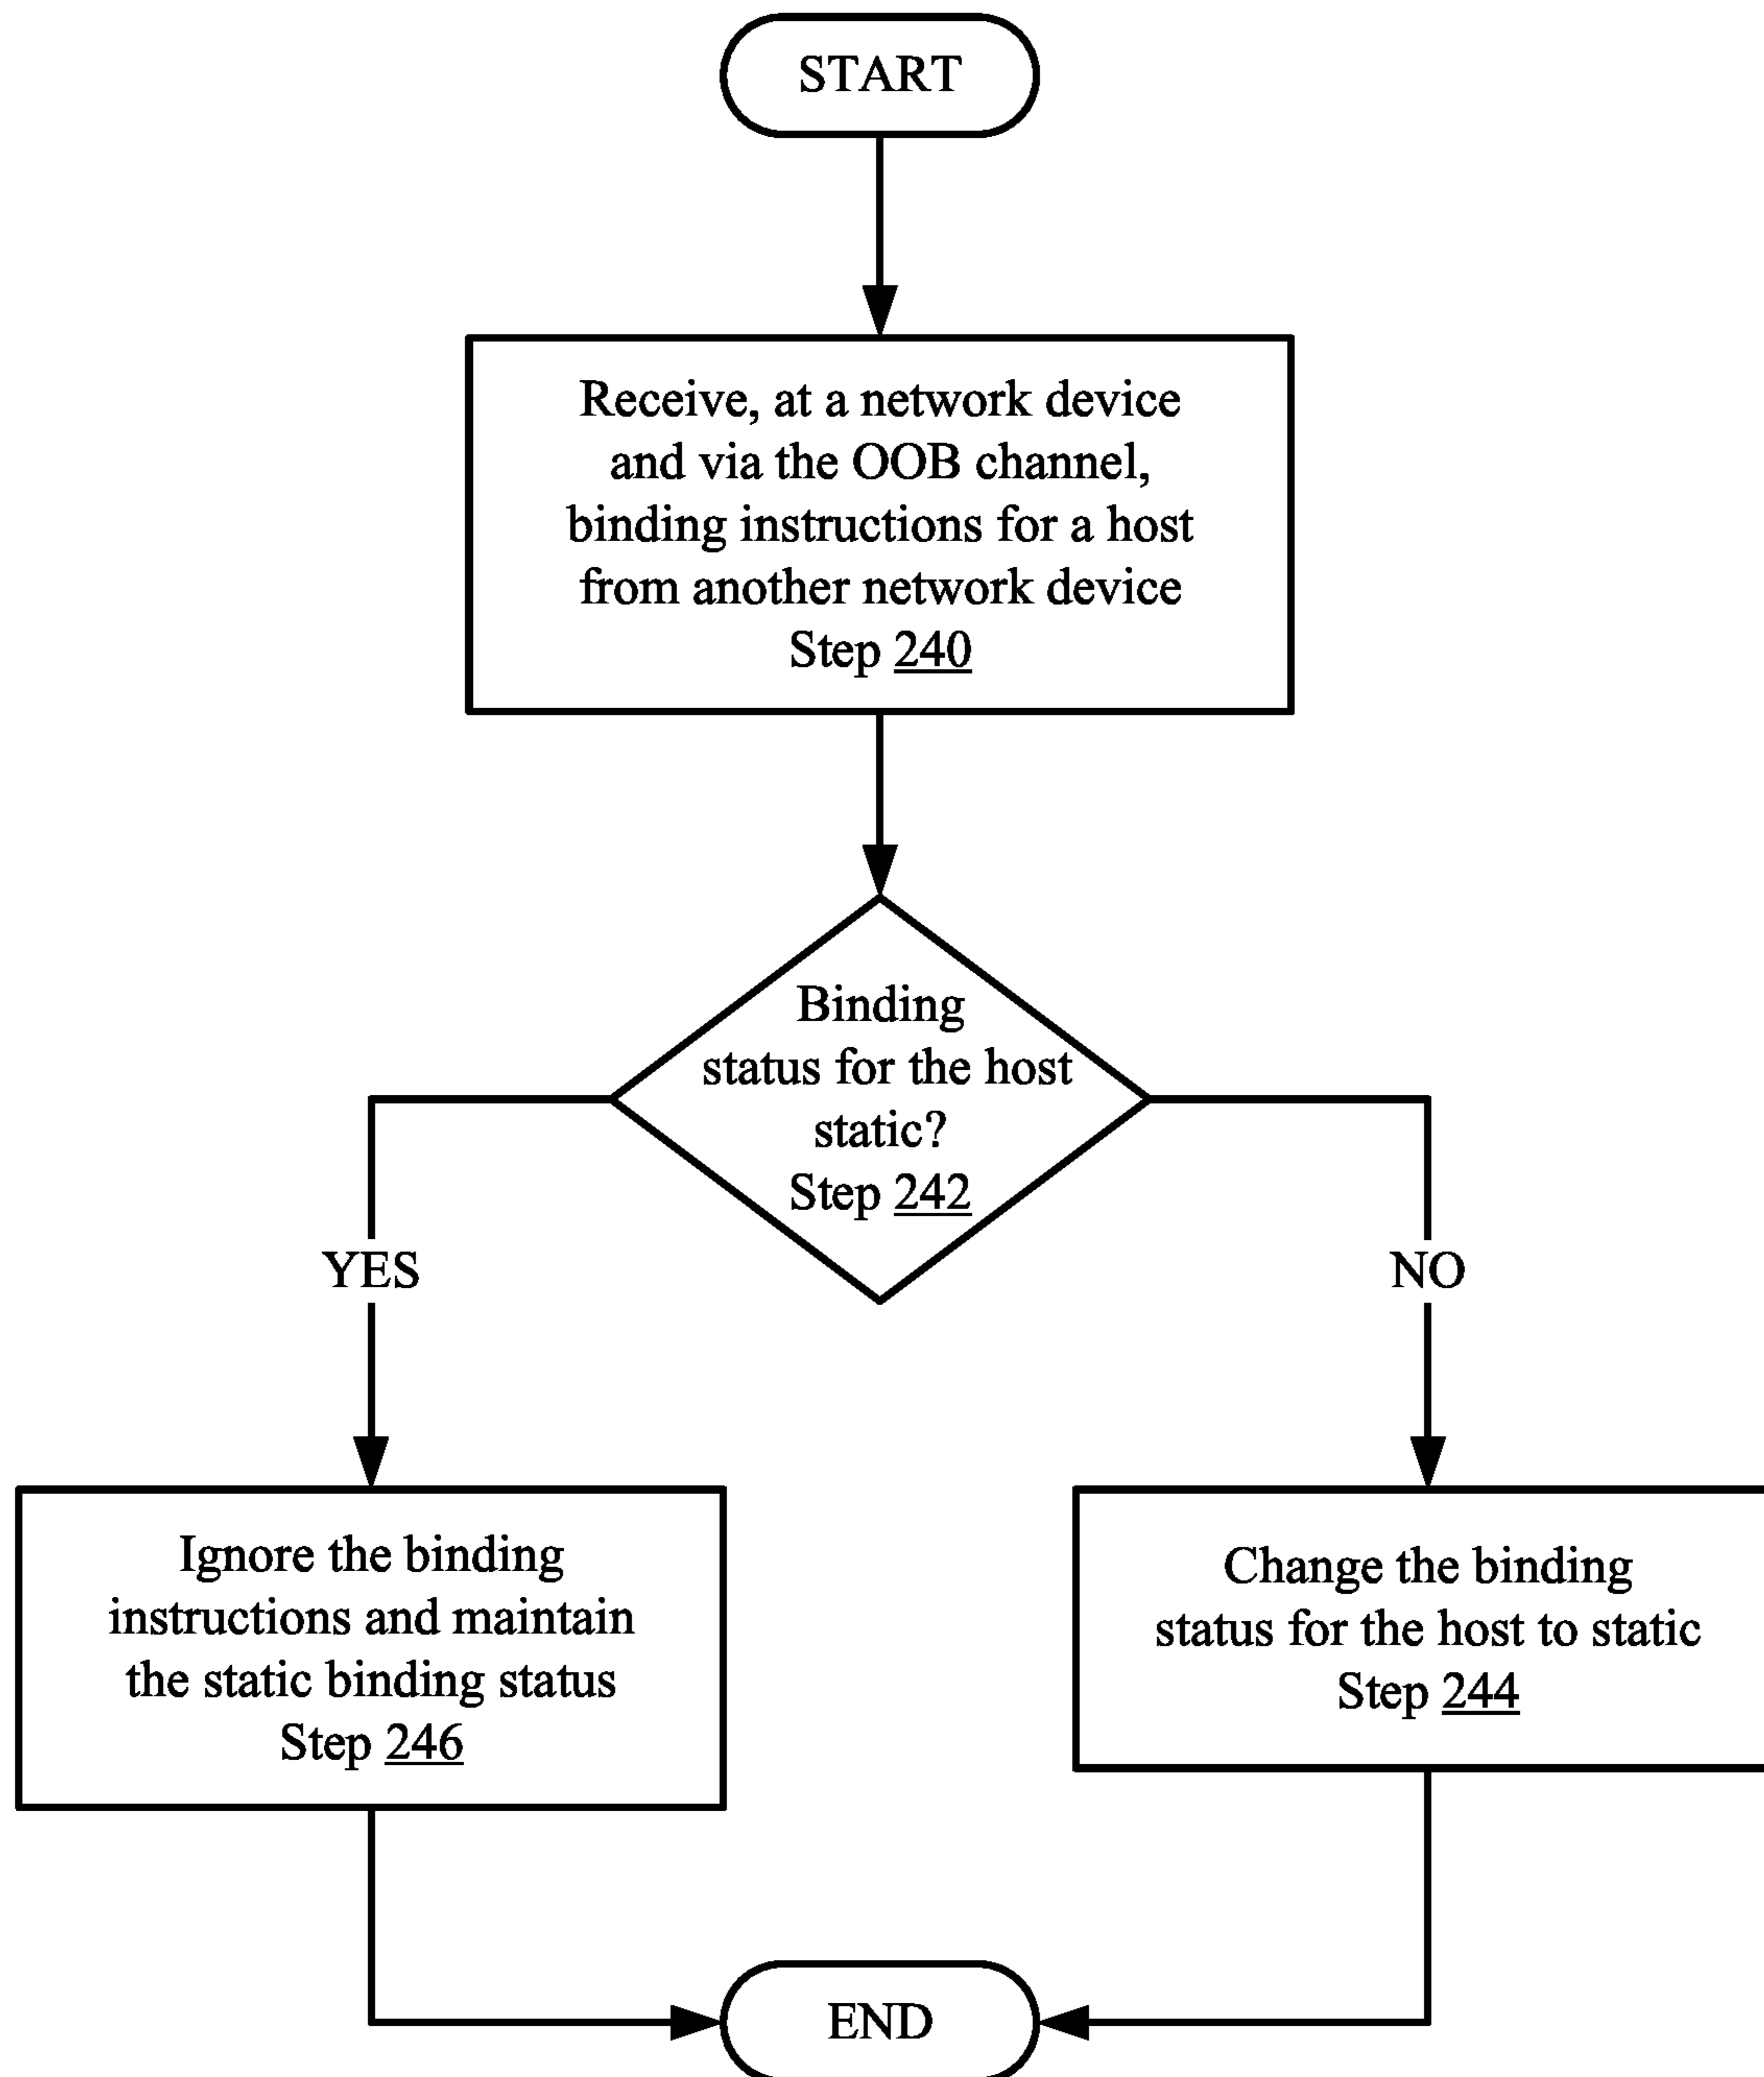 START
Receive, at a network device
and via the OOB channel,
binding instructions for a host
from another network device
Step 240
Binding
status for the host
static?
Step 242
YES
NO
Ignore the binding
instructions and maintain
the static binding status
Step 246
Change the binding
status for the host to static
Step 244
END